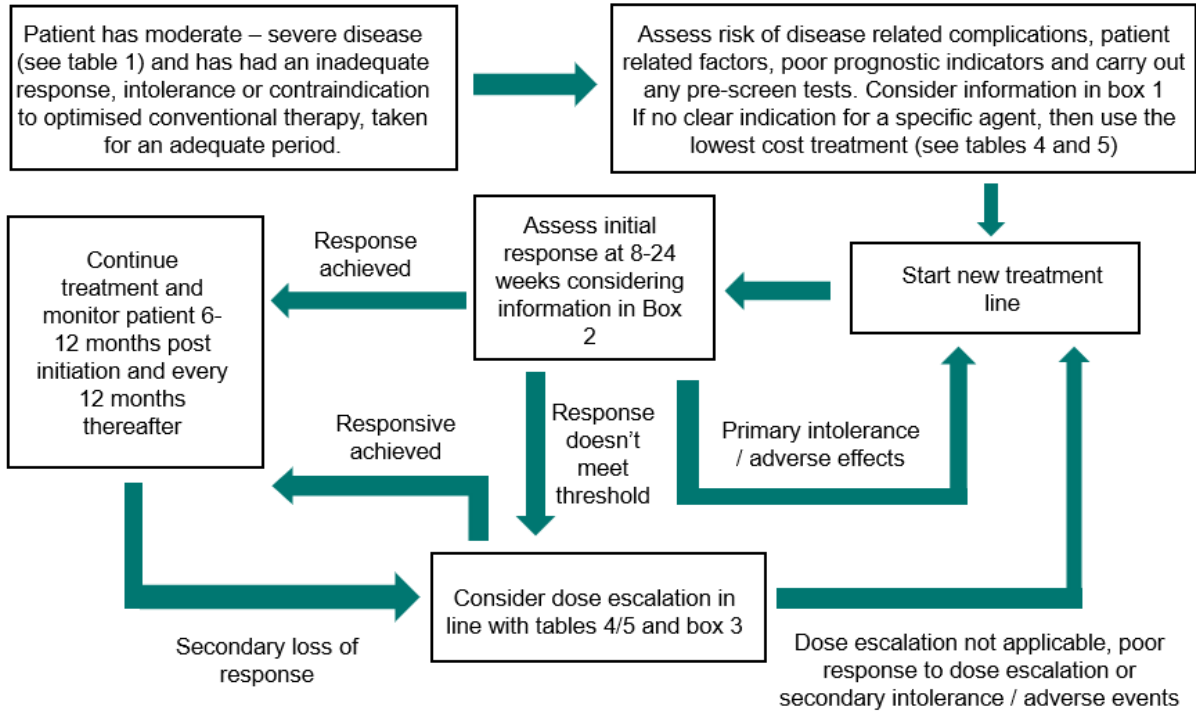 Patient has moderate – severe disease
(see table 1) and has had an inadequate
response, intolerance or contraindication
to optimised conventional therapy, taken
for an adequate period.
Assess risk of disease related complications, patient
related factors, poor prognostic indicators and carry out
any pre-screen tests. Consider information in box 1
If no clear indication for a specific agent, then use the
lowest cost treatment (see tables 4 and 5)
Start new treatment
line
Assess initial
response at 8-24
weeks considering
information in Box
2
Response
achieved
Continue
treatment and
monitor patient 6-
12 months post
initiation and every
12 months
thereafter
Responsive
achieved
Response
doesn’t
meet
threshold
Primary intolerance
/ adverse effects
Consider dose escalation in
line with tables 4/5 and box 3
Secondary loss of
response
Dose escalation not applicable, poor
response to dose escalation or
secondary intolerance / adverse events